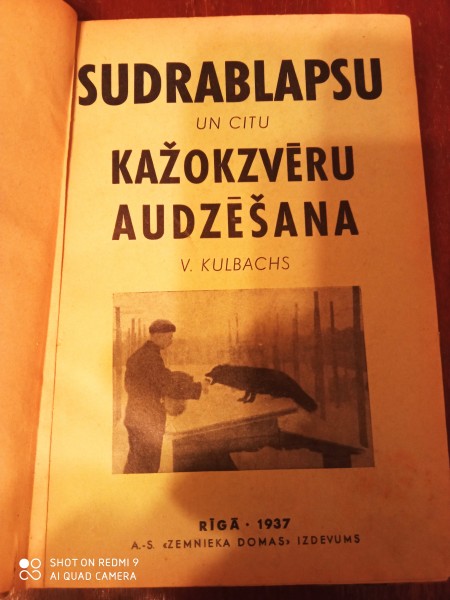 SUDRABLAPSU
UN CITU
KAŽOKZVĒRU
AUDZĒŠANA
V. KULBACHS
RĪGĀ · 1937
A.-S. «ZEMNIEKA DOMAS» IZDEVUMS
SHOT ON REDMI 9
AI QUAD CAMERA